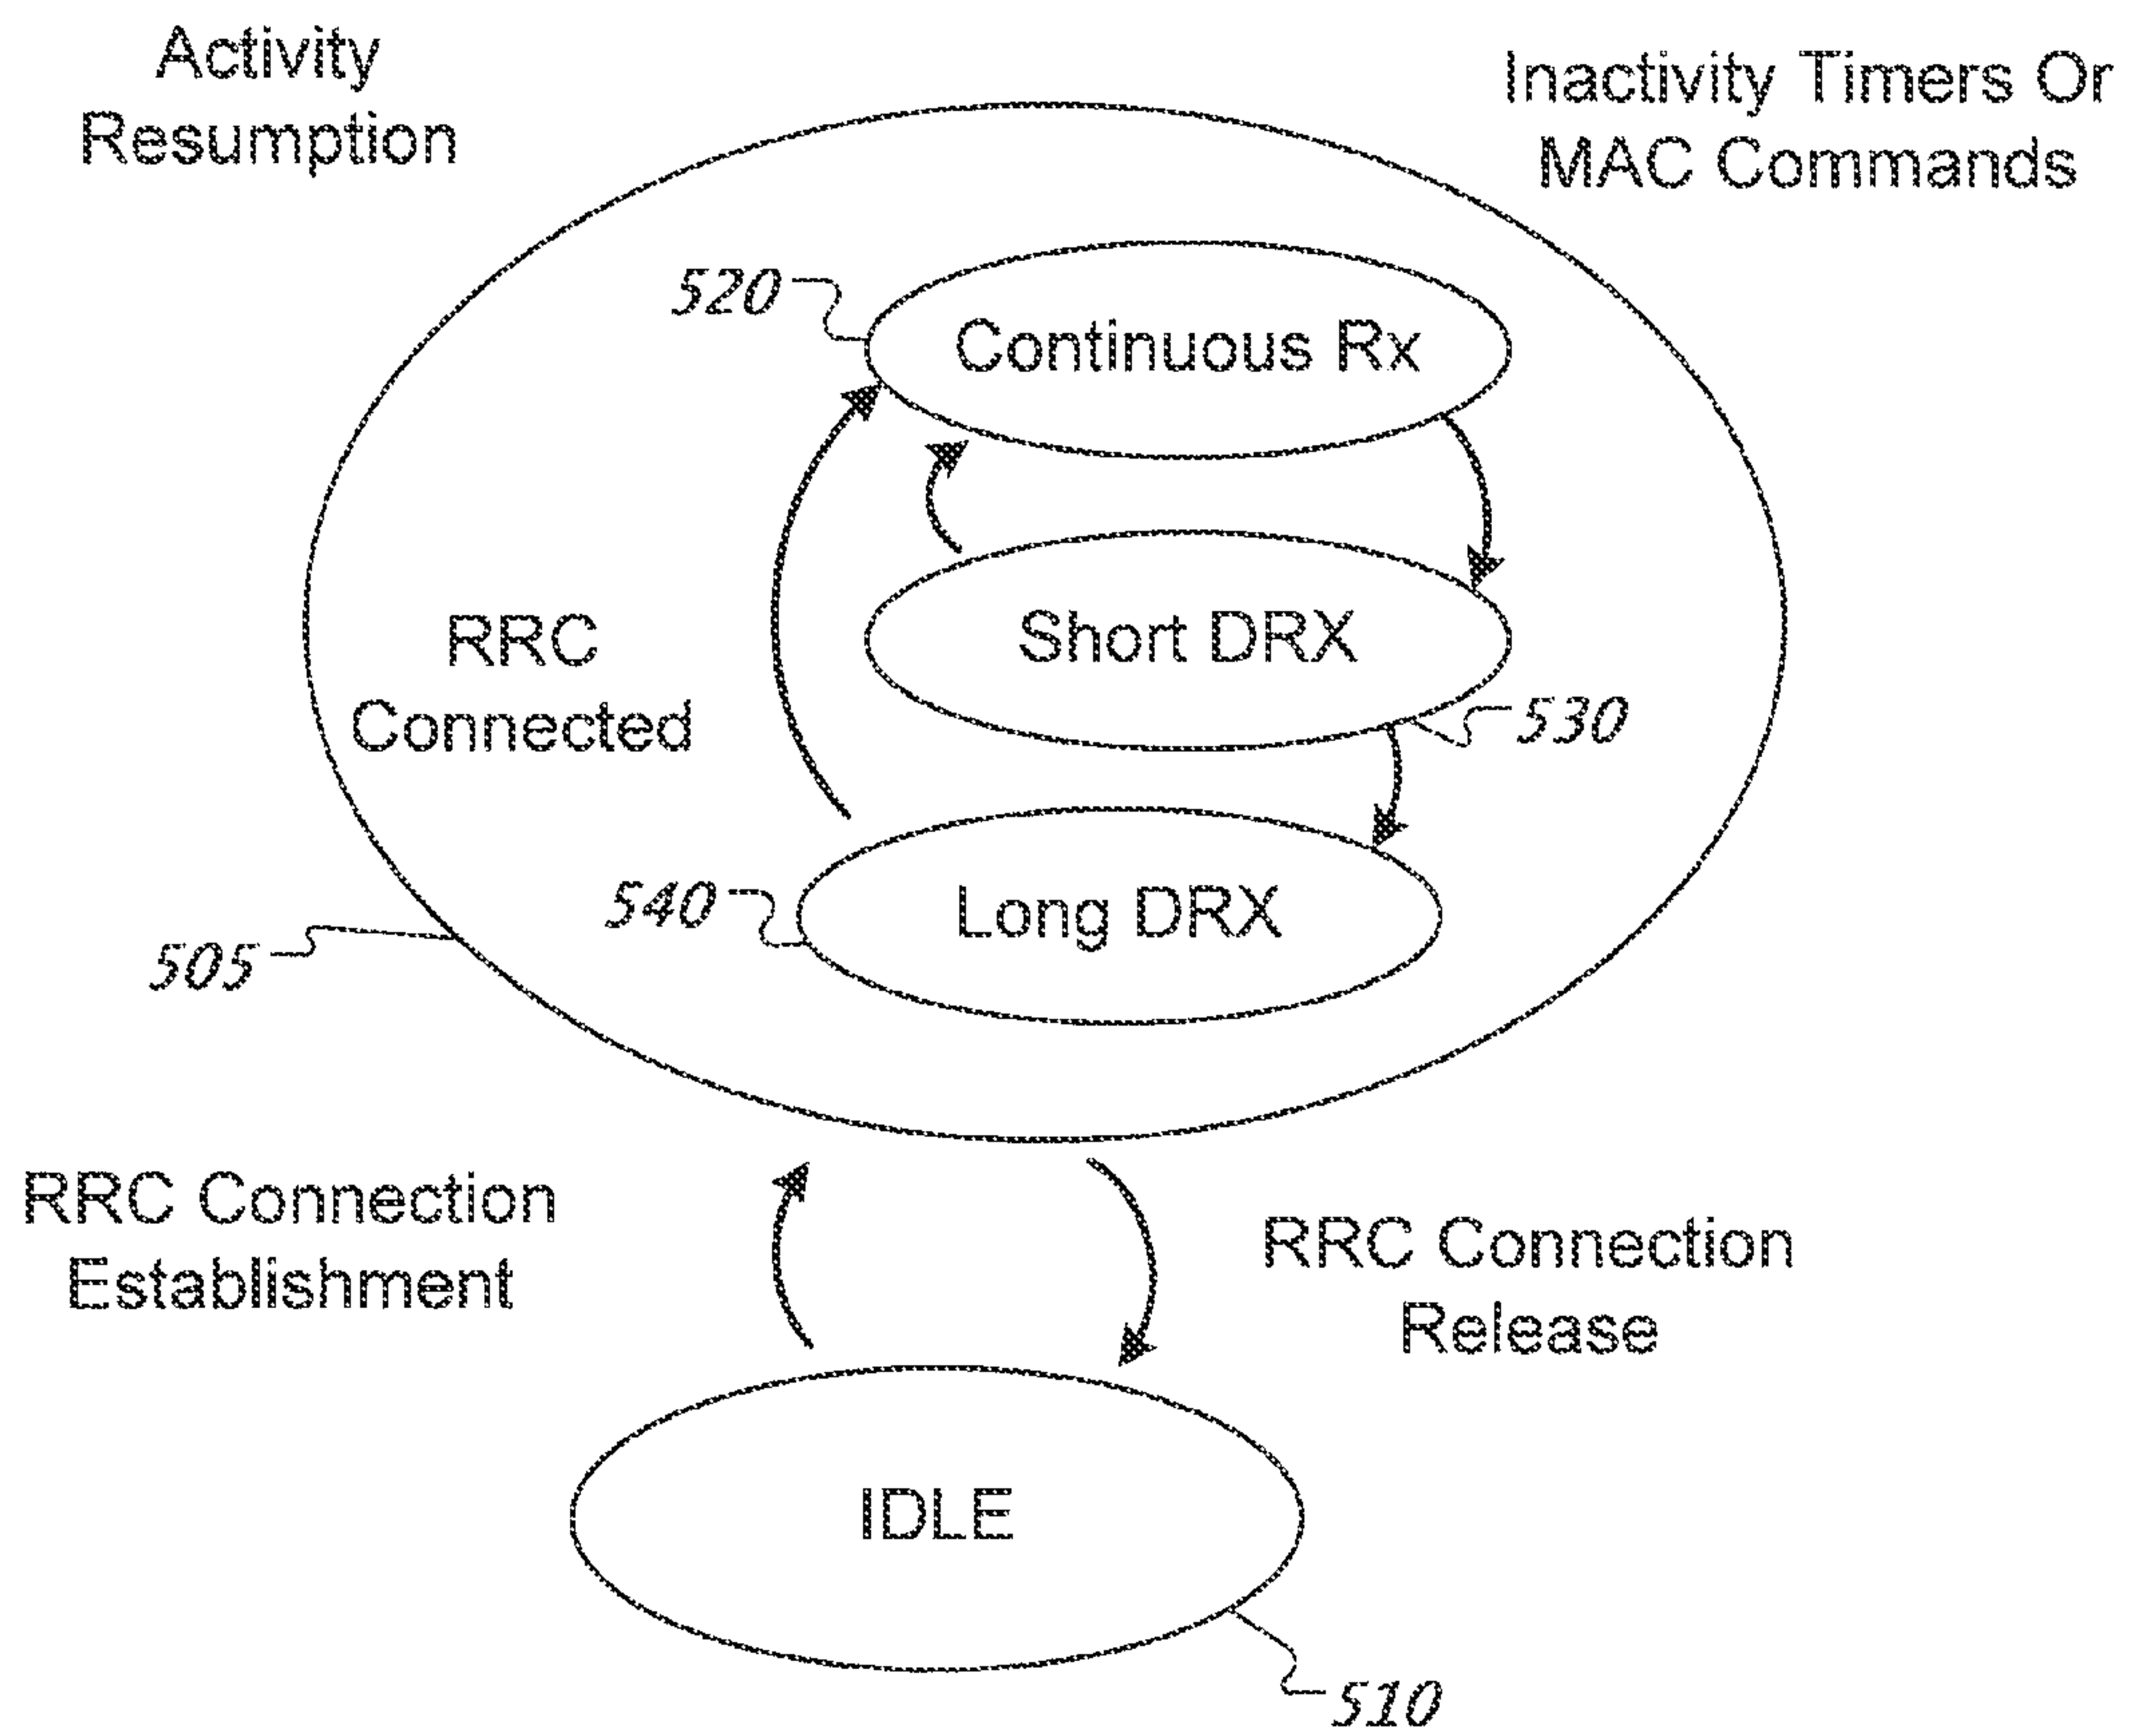 Activity
Resumption
Inactivity Timers Or
MAC Commands
520
Continuous Rx
RRC
Connected
Short DRX
530
540
Long DRX
505
RRC Connection
Establishment
RRC Connection
Release
IDLE
510